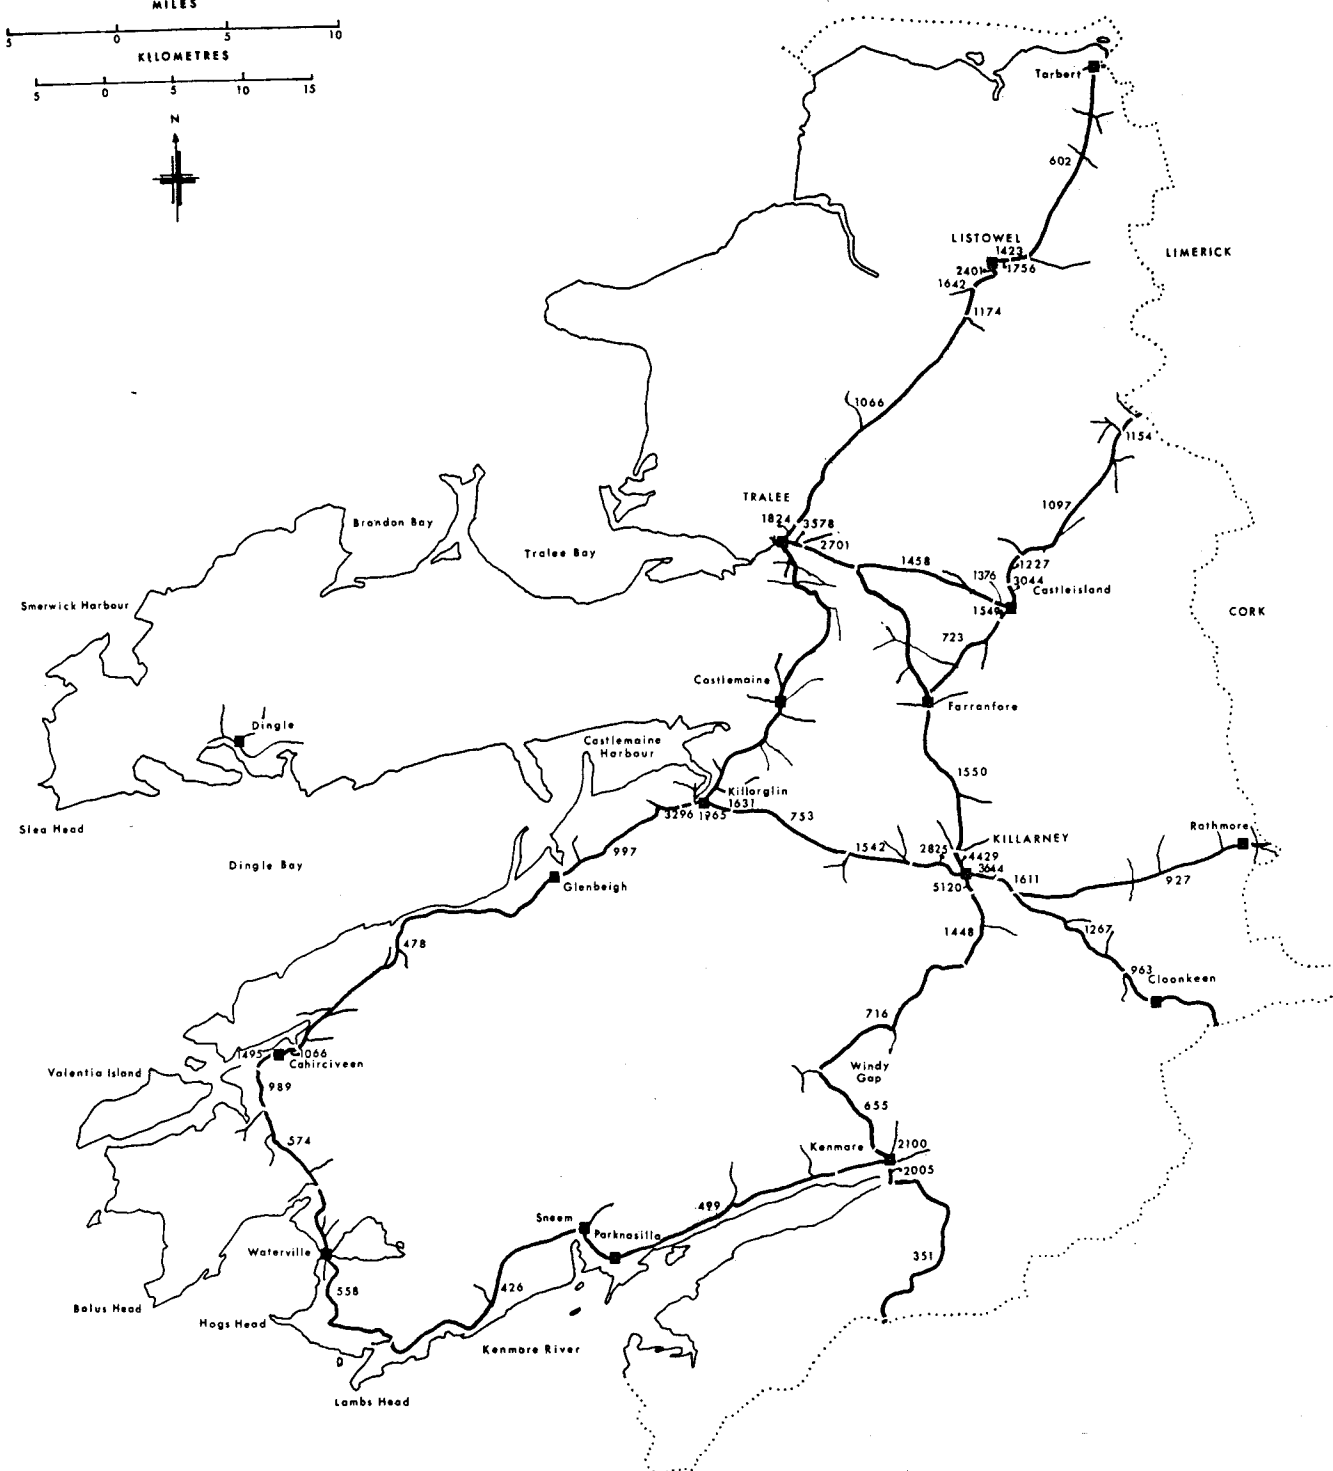 MILES
5 0 5 10
KILOMETRES
5 0 5 10 15
N
Tarbert
602
LISTOWEL
1423
LIMERICK
2401 1756
1642
1174
1066
1154
TRALEE
1097
1824 3578
Brandon Bay
2701
Tralee Bay
1458
1227
1376 3044
Castleisland
Smerwick Harbour
1549
CORK
723
Castlemaine
Farranfore
Dingle
Castlemaine
Harbour
1550
Killorglin
1631
3296 1965
753
Slea Head
Rathmore
KILLARNEY
997
1542 2825 4429
Dingle Bay
3644
1611
927
Glenbeigh
5120
1448
1267
478
963
Cloonkeen
716
1495 1066
Cahirciveen
Valentia Island
Windy
Gap
989
655
574
Kenmare
2100
2005
499
Sneem
Parknasilla
Waterville
351
558
426
Bolus Head
Hogs Head
Kenmare River
Lambs Head